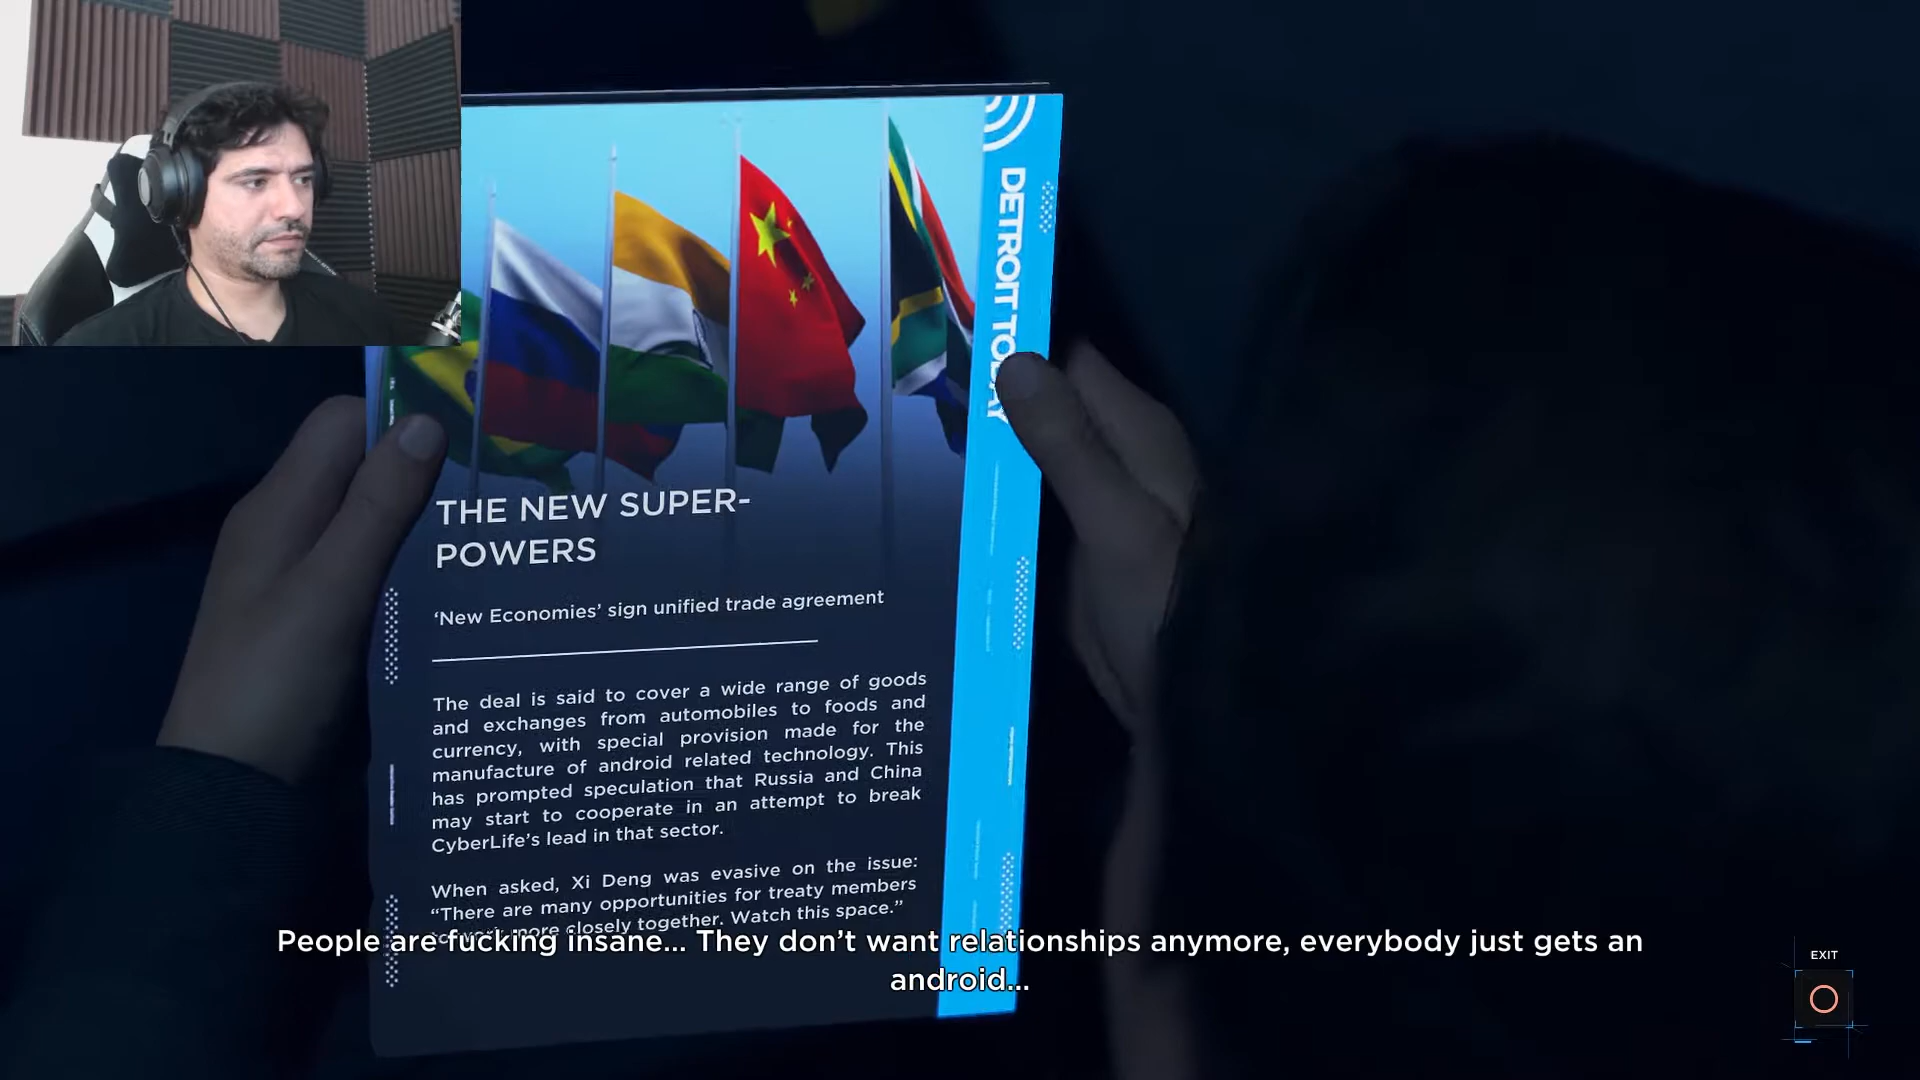 DETROIT TODAY
THE NEW SUPER-
POWERS
‘New Economies’ sign unified trade agreement
The deal is said to cover a wide range of goods
and exchanges from automobiles to foods and
currency, with special provision made for the
manufacture of android related technology. This
has prompted speculation that Russia and China
may start to cooperate in an attempt to break
CyberLife’s lead in that sector.
When asked, Xi Deng was evasive on the issue:
“There are many opportunities for treaty members
more closely together. Watch this space.”
People are fucking insane... They don’t want relationships anymore, everybody just gets an
android...
EXIT